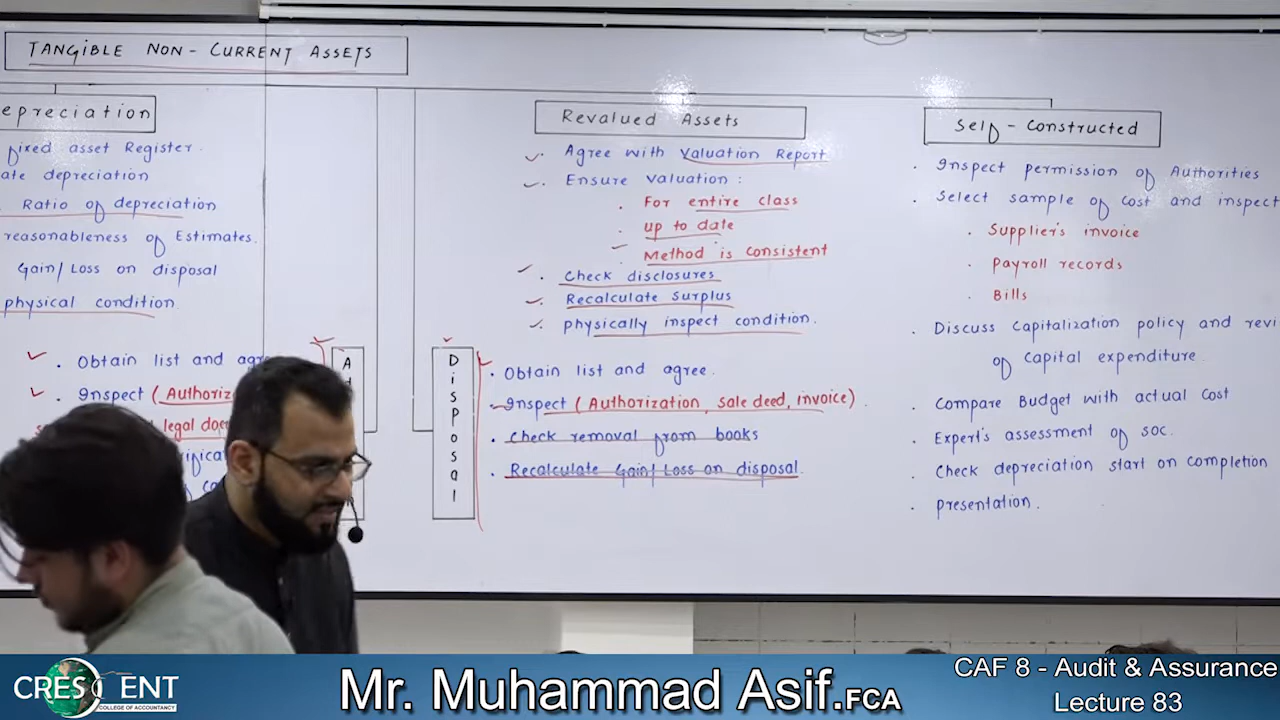 TANGIBLE NON-CURRENT ASSETS
epreciation
fixed asset Register.
ate depreciation
Ratio of depreciation
reasonableness of Estimates.
Gain/Loss on disposal
physical condition.
. Obtain list and agre
. Inspect (Authoriz
legal do
Disposal
. Obtain list and agree.
. Inspect (Authorization, sale deed, invoice).
. Check removal from books
. Recalculate Gain/Loss on disposal.
Revalued Assets
. Agree with Valuation Report
. Ensure valuation :
. For entire class
. up to date
. Method is consistent
. Check disclosures
. Recalculate Surplus
. physically inspect condition.
Self-Constructed
. Inspect permission of Authorities
. Select sample of cost and inspect
. Supplier's invoice
. Payroll records
. Bills
. Discuss Capitalization policy and revi
of capital expenditure
. Compare Budget with actual cost
. Expert's assessment of SOC.
. Check depreciation start on completion
. presentation.
CRESCENT
COLLEGE OF ACCOUNTANCY
Mr. Muhammad Asif.FCA
CAF 8 - Audit & Assurance
Lecture 83